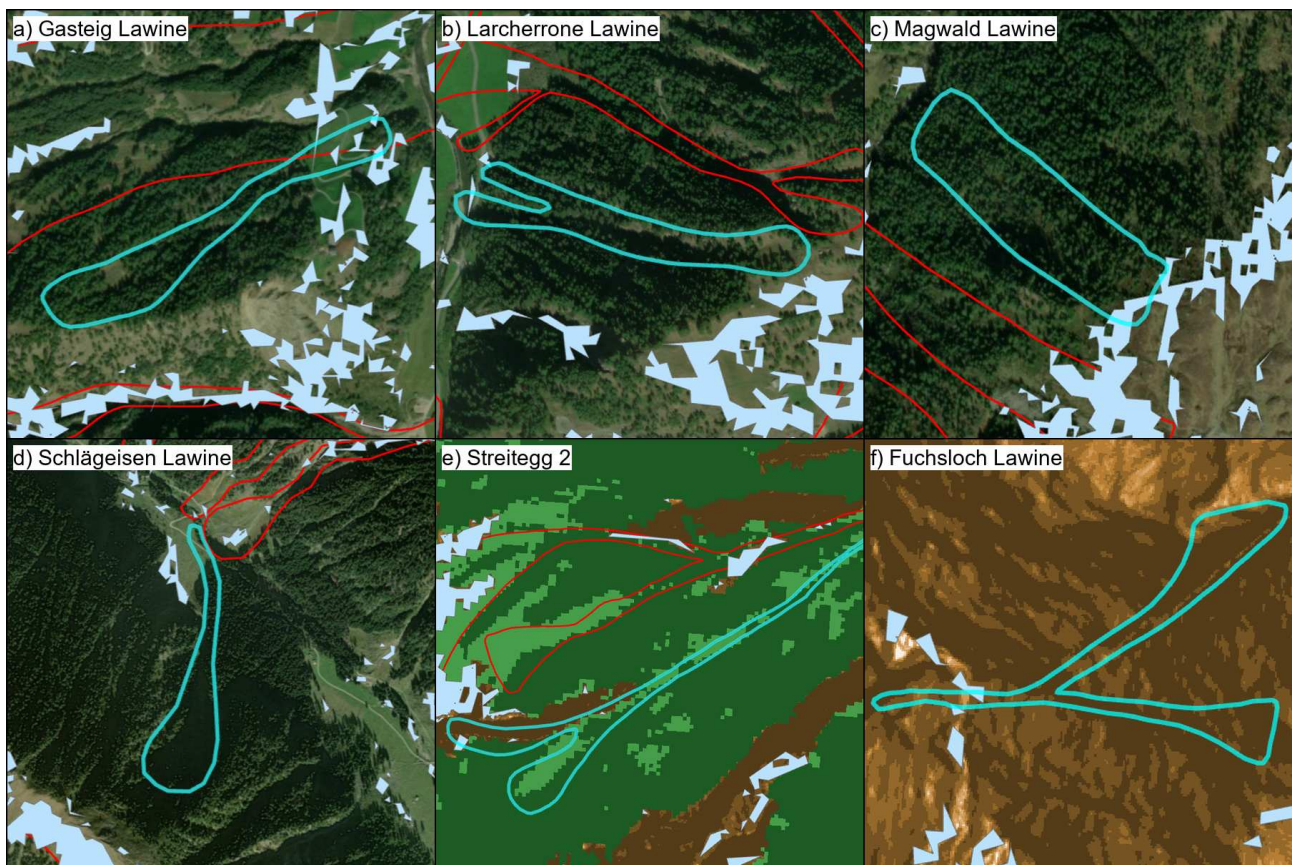 a) Gasteig Lawine
b) Larcherrone Lawine
c) Magwald Lawine
d) Schlägeisen Lawine
e) Streitegg 2
f) Fuchsloch Lawine